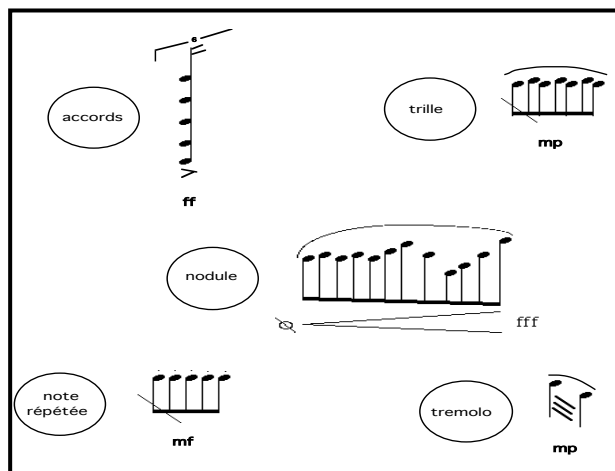 6
accords
ff
trille
mp
nodule
fff
note
répétée
mf
tremolo
mp